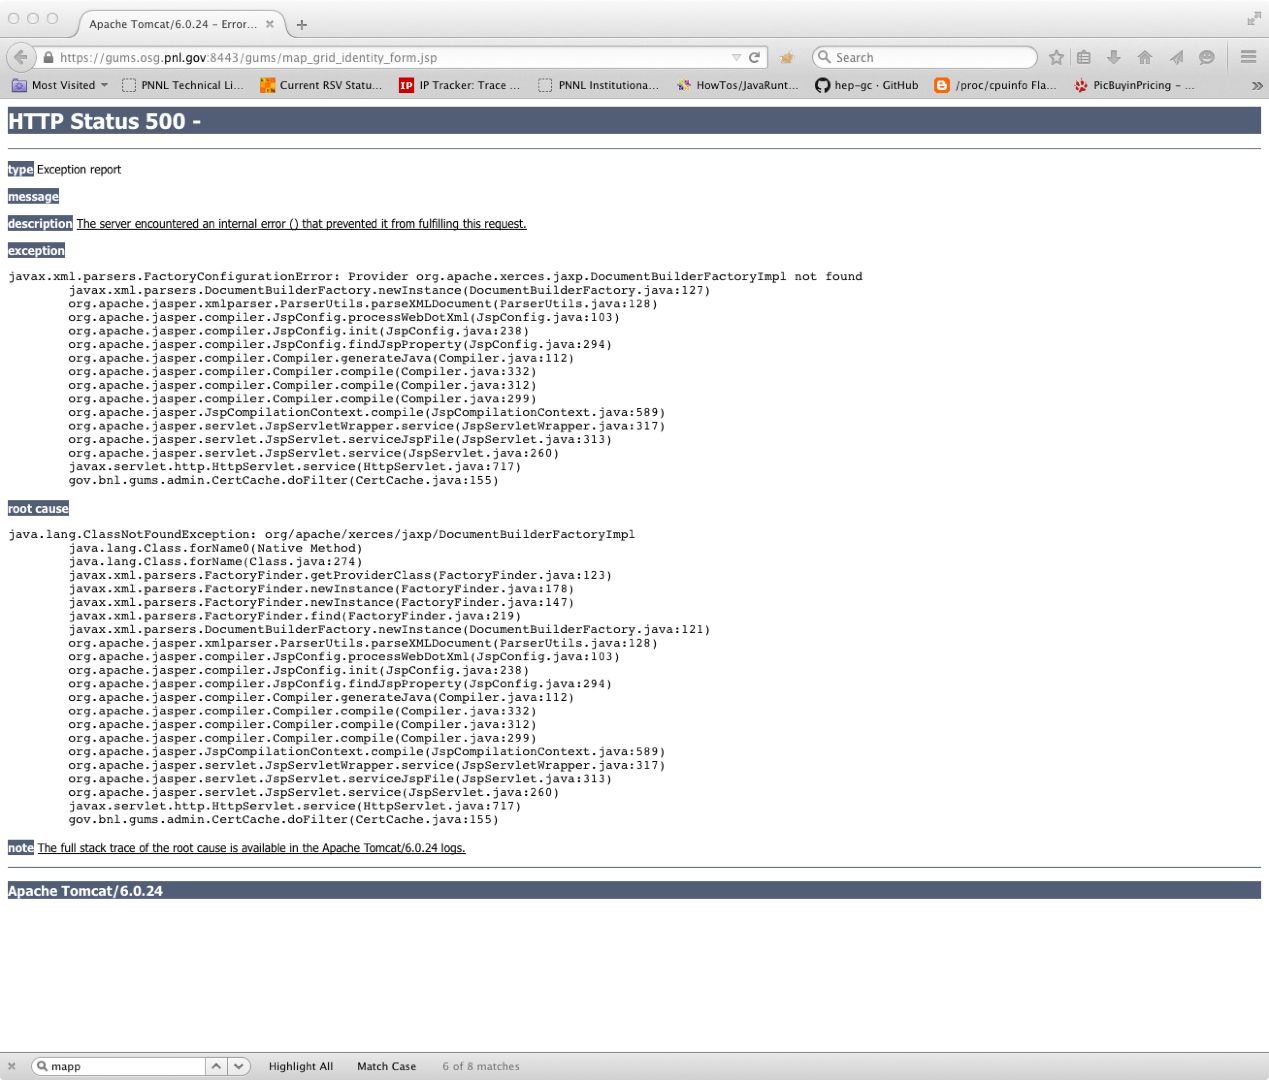 Apache Tomcat/6.0.24 – Error...
https://gums.osg.pnl.gov:8443/gums/map_grid_identity_form.jsp
Search
Most Visited
PNNL Technical Li...
Current RSV Statu...
IP
IP Tracker: Trace ...
PNNL Institutiona...
HowTos/JavaRunt...
hep-gc · GitHub
/proc/cpuinfo Fla...
PicBuyinPricing – ...
HTTP Status 500 -
type Exception report
message
description The server encountered an internal error () that prevented it from fulfilling this request.
exception
javax.xml.parsers.FactoryConfigurationError: Provider org.apache.xerces.jaxp.DocumentBuilderFactoryImpl not found
javax.xml.parsers.DocumentBuilderFactory.newInstance(DocumentBuilderFactory.java:127)
org.apache.jasper.xmlparser.ParserUtils.parseXMLDocument(ParserUtils.java:128)
org.apache.jasper.compiler.JspConfig.processWebDotXml(JspConfig.java:103)
org.apache.jasper.compiler.JspConfig.init(JspConfig.java:238)
org.apache.jasper.compiler.JspConfig.findJspProperty(JspConfig.java:294)
org.apache.jasper.compiler.Compiler.generateJava(Compiler.java:112)
org.apache.jasper.compiler.Compiler.compile(Compiler.java:332)
org.apache.jasper.compiler.Compiler.compile(Compiler.java:312)
org.apache.jasper.compiler.Compiler.compile(Compiler.java:299)
org.apache.jasper.JspCompilationContext.compile(JspCompilationContext.java:589)
org.apache.jasper.servlet.JspServletWrapper.service(JspServletWrapper.java:317)
org.apache.jasper.servlet.JspServlet.serviceJspFile(JspServlet.java:313)
org.apache.jasper.servlet.JspServlet.service(JspServlet.java:260)
javax.servlet.http.HttpServlet.service(HttpServlet.java:717)
gov.bnl.gums.admin.CertCache.doFilter(CertCache.java:155)
root cause
java.lang.ClassNotFoundException: org/apache/xerces/jaxp/DocumentBuilderFactoryImpl
java.lang.Class.forName0(Native Method)
java.lang.Class.forName(Class.java:274)
javax.xml.parsers.FactoryFinder.getProviderClass(FactoryFinder.java:123)
javax.xml.parsers.FactoryFinder.newInstance(FactoryFinder.java:178)
javax.xml.parsers.FactoryFinder.newInstance(FactoryFinder.java:147)
javax.xml.parsers.FactoryFinder.find(FactoryFinder.java:219)
javax.xml.parsers.DocumentBuilderFactory.newInstance(DocumentBuilderFactory.java:121)
org.apache.jasper.xmlparser.ParserUtils.parseXMLDocument(ParserUtils.java:128)
org.apache.jasper.compiler.JspConfig.processWebDotXml(JspConfig.java:103)
org.apache.jasper.compiler.JspConfig.init(JspConfig.java:238)
org.apache.jasper.compiler.JspConfig.findJspProperty(JspConfig.java:294)
org.apache.jasper.compiler.Compiler.generateJava(Compiler.java:112)
org.apache.jasper.compiler.Compiler.compile(Compiler.java:332)
org.apache.jasper.compiler.Compiler.compile(Compiler.java:312)
org.apache.jasper.compiler.Compiler.compile(Compiler.java:299)
org.apache.jasper.JspCompilationContext.compile(JspCompilationContext.java:589)
org.apache.jasper.servlet.JspServletWrapper.service(JspServletWrapper.java:317)
org.apache.jasper.servlet.JspServlet.serviceJspFile(JspServlet.java:313)
org.apache.jasper.servlet.JspServlet.service(JspServlet.java:260)
javax.servlet.http.HttpServlet.service(HttpServlet.java:717)
gov.bnl.gums.admin.CertCache.doFilter(CertCache.java:155)
note The full stack trace of the root cause is available in the Apache Tomcat/6.0.24 logs.
Apache Tomcat/6.0.24
mapp
Highlight All
Match Case
6 of 8 matches